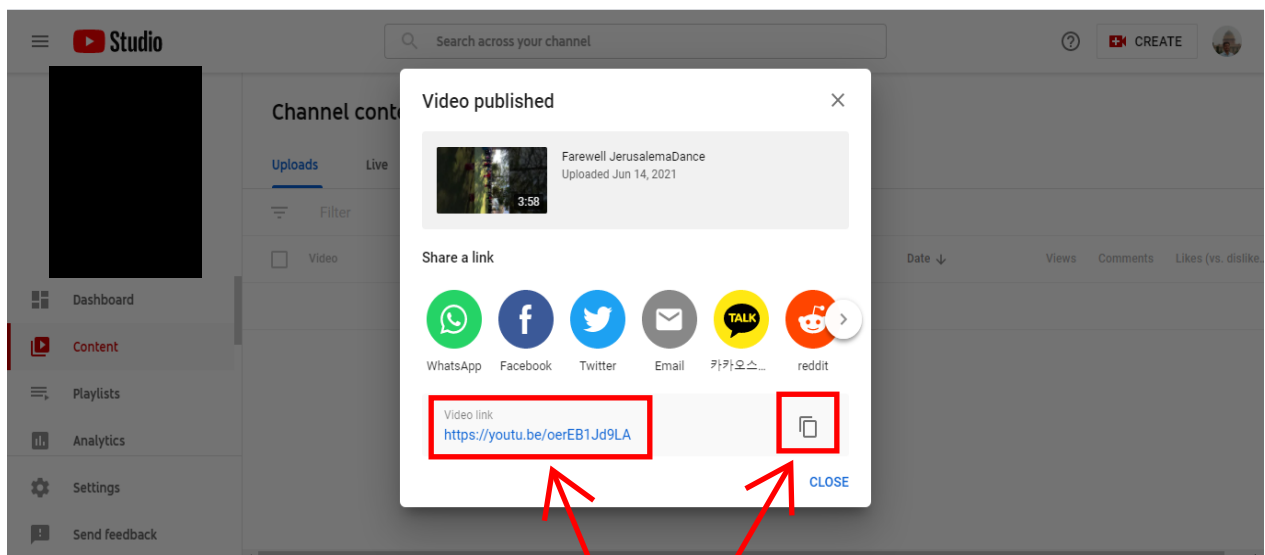 Studio
Search across your channel
CREATE
Video published
Channel conte
Farewell JerusalemaDance
Uploaded Jun 14, 2021
3:58
Uploads Live
Filter
Share a link
Video Date Views Comments Likes (vs. dislike...
Dashboard
TALK
WhatsApp Facebook Twitter Email 카카오스... reddit
Content
Playlists
Video link
https://youtu.be/oerEB1Jd9LA
Analytics
CLOSE
Settings
Send feedback